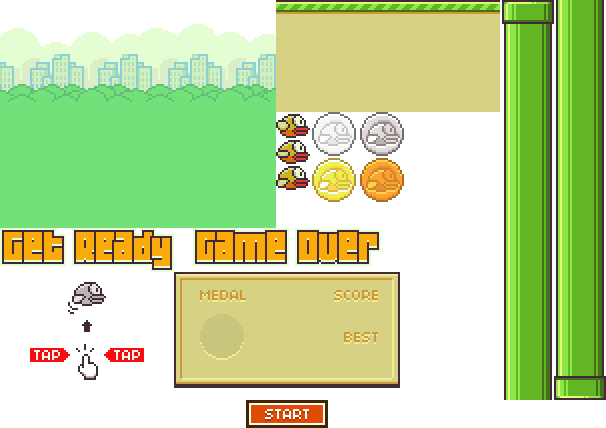 Get Ready
Game Over
MEDAL
SCORE
BEST
TAP
TAP
START